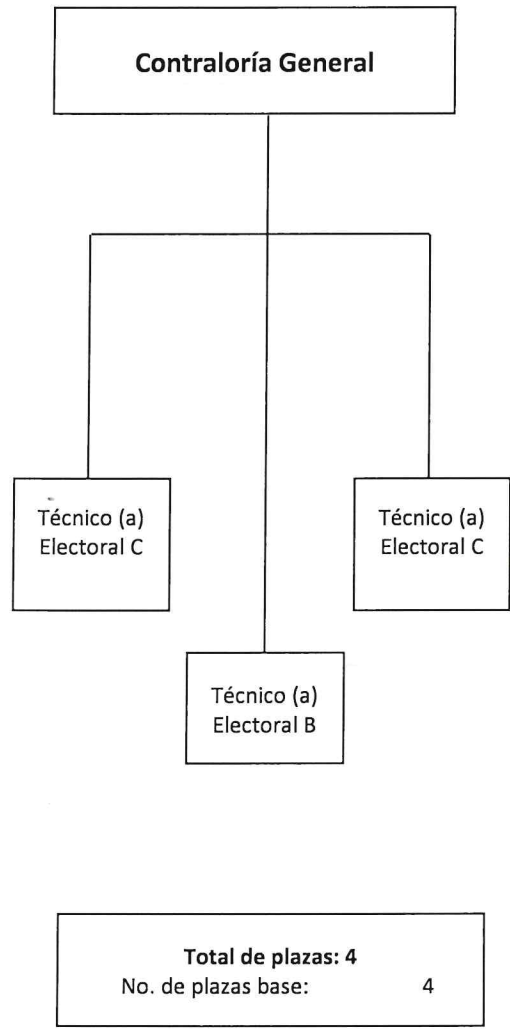 Contraloría General
Técnico (a)
Electoral C
Técnico (a)
Electoral C
Técnico (a)
Electoral B
Total de plazas: 4
No. de plazas base: 4